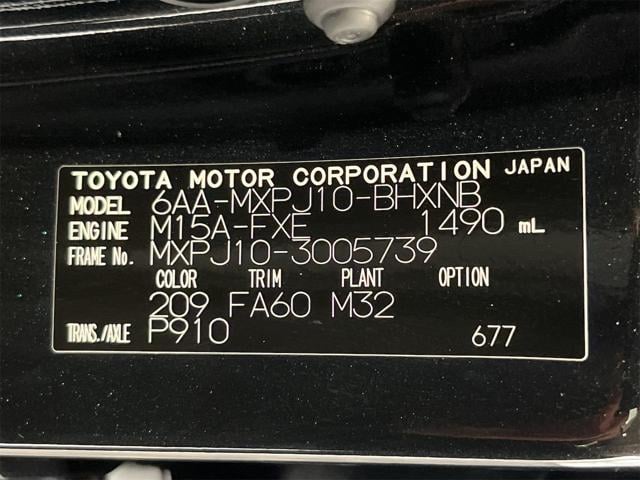 TOYOTA MOTOR CORPORATION JAPAN
MODEL 6AA-MXPJ10-BHXNB
ENGINE M15A-FXE 1490 mL
FRAME No. MXPJ10-3005739
COLOR TRIM PLANT OPTION
209 FA60 M32
TRANS./AXLE P910 677